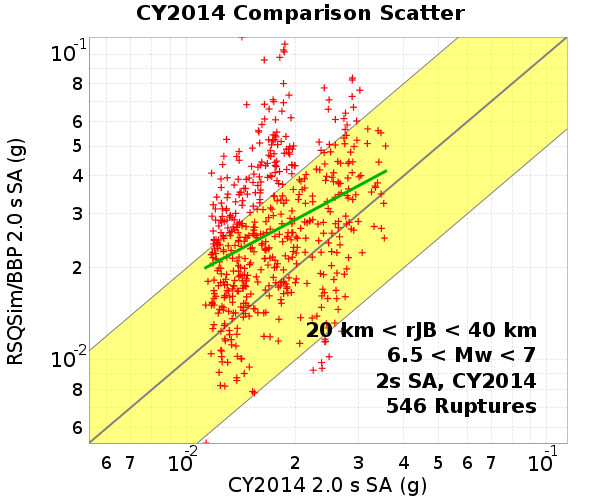 CY2014 Comparison Scatter
RSQSim/BBP 2.0 s SA (g)
10-1
8
6
5
4
3
2
10-2
8
6
20 km < rJB < 40 km
6.5 < Mw < 7
2s SA, CY2014
546 Ruptures
6 7 10-2 2 3 4 5 6 7 10-1
CY2014 2.0 s SA (g)